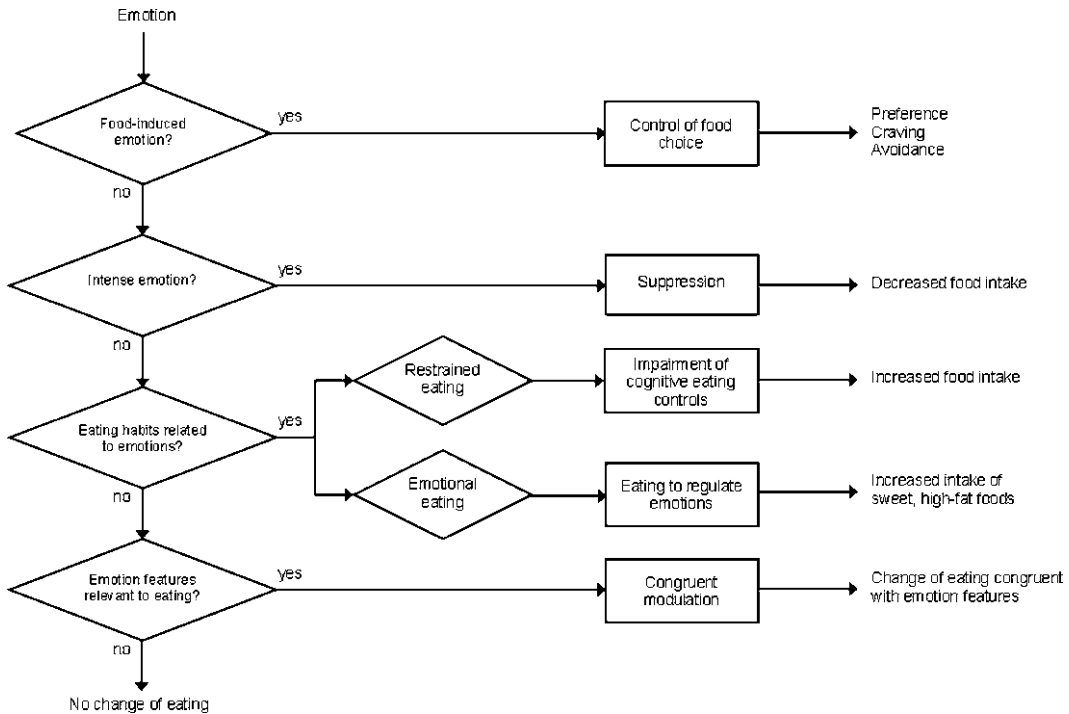 Emotion
Food-induced
emotion?
yes
Control of food
choice
Preference
Craving
Avoidance
no
Intense emotion?
yes
Suppression
Decreased food intake
no
Restrained
eating
Impairment of
cognitive eating
controls
Increased food intake
Eating habits related
to emotions?
yes
Emotional
eating
Eating to regulate
emotions
Increased intake of
sweet, high-fat foods
no
Emotion features
relevant to eating?
yes
Congruent
modulation
Change of eating congruent
with emotion features
no
No change of eating